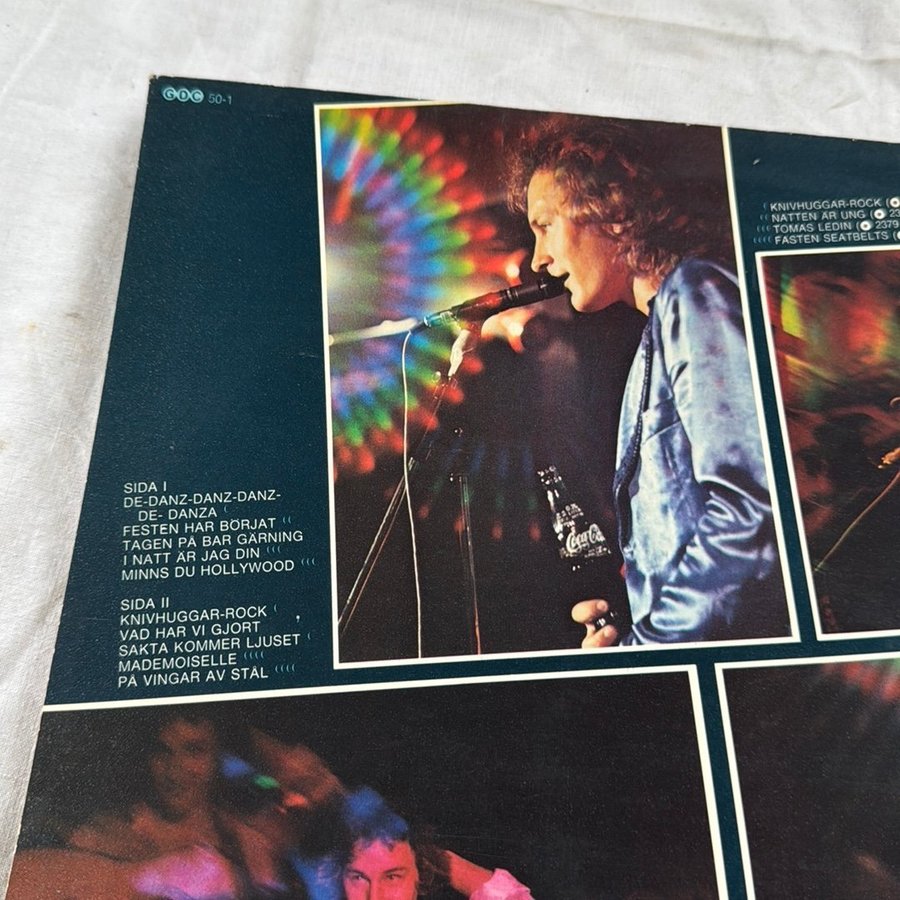 GDC 50-1
KNIVHUGGAR-ROCK (
NATTEN ÄR UNG ( 23
TOMAS LEDIN ( 2379
FASTEN SEATBELTS (
SIDA I
DE-DANZ-DANZ-DANZ-
DE- DANZA
FESTEN HAR BÖRJAT
TAGEN PÅ BAR GÄRNING
I NATT ÄR JAG DIN
MINNS DU HOLLYWOOD
SIDA II
KNIVHUGGAR-ROCK
VAD HAR VI GJORT
SAKTA KOMMER LJUSET
MADEMOISELLE
PÅ VINGAR AV STÅL
Coca-Cola